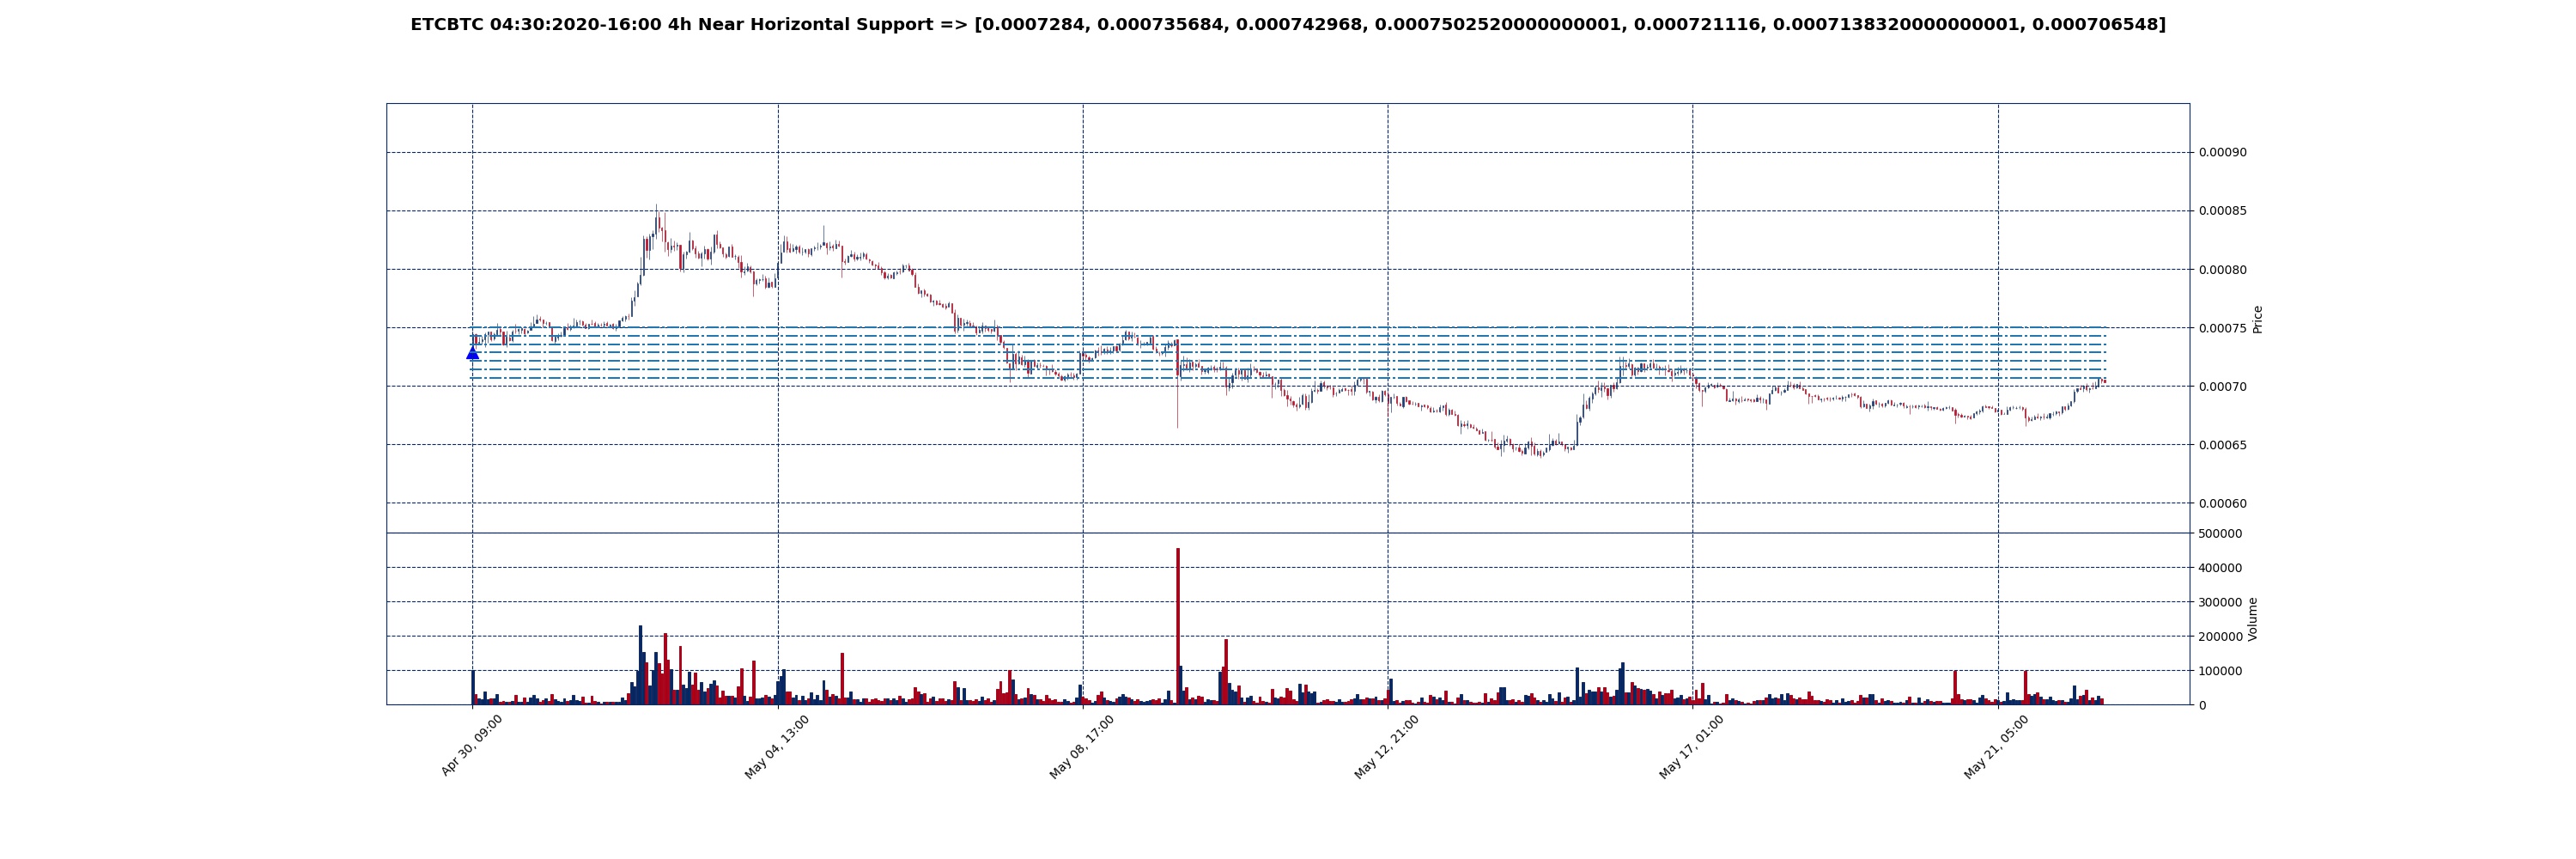 ETCBTC 04:30:2020-16:00 4h Near Horizontal Support => [0.0007284, 0.000735684, 0.000742968, 0.0007502520000000001, 0.000721116, 0.0007138320000000001, 0.000706548]
0.00090
0.00085
0.00080
0.00075
0.00070
0.00065
0.00060
Price
500000
400000
300000
200000
100000
0
Volume
Apr 30, 09:00
May 04, 13:00
May 08, 17:00
May 12, 21:00
May 17, 01:00
May 21, 05:00